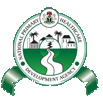 NATIONAL PRIMARY HEALTHCARE
DEVELOPMENT AGENCY